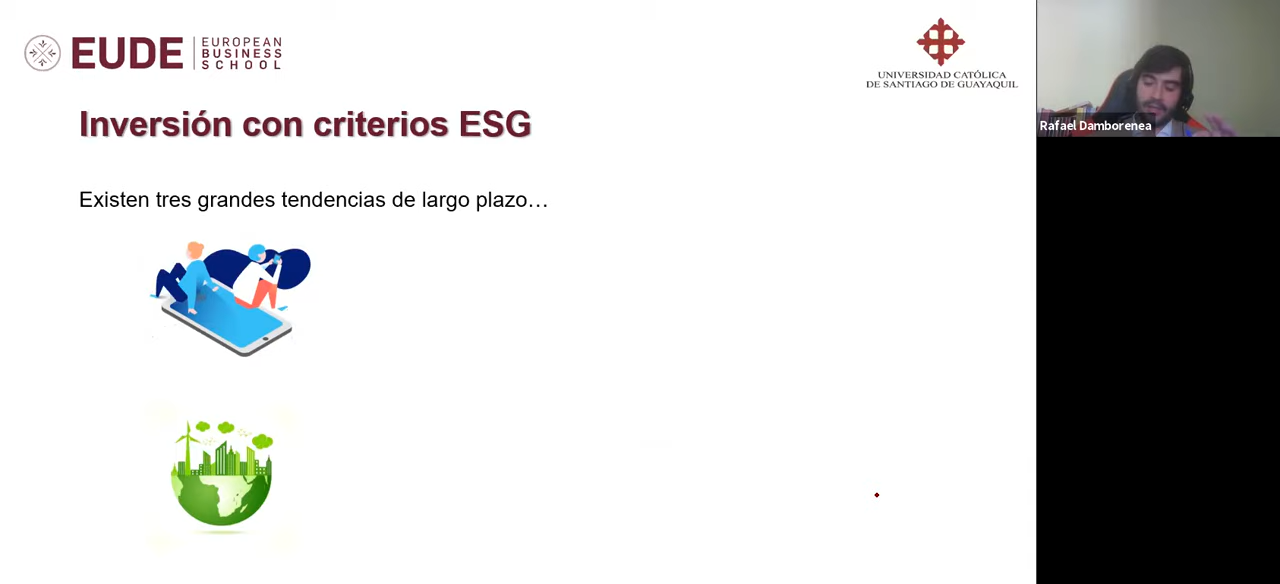 EUDE
EUROPEAN
BUSINESS
SCHOOL
UNIVERSIDAD CATÓLICA
DE SANTIAGO DE GUAYAQUIL
Inversión con criterios ESG
Existen tres grandes tendencias de largo plazo…
Rafael Damborenea